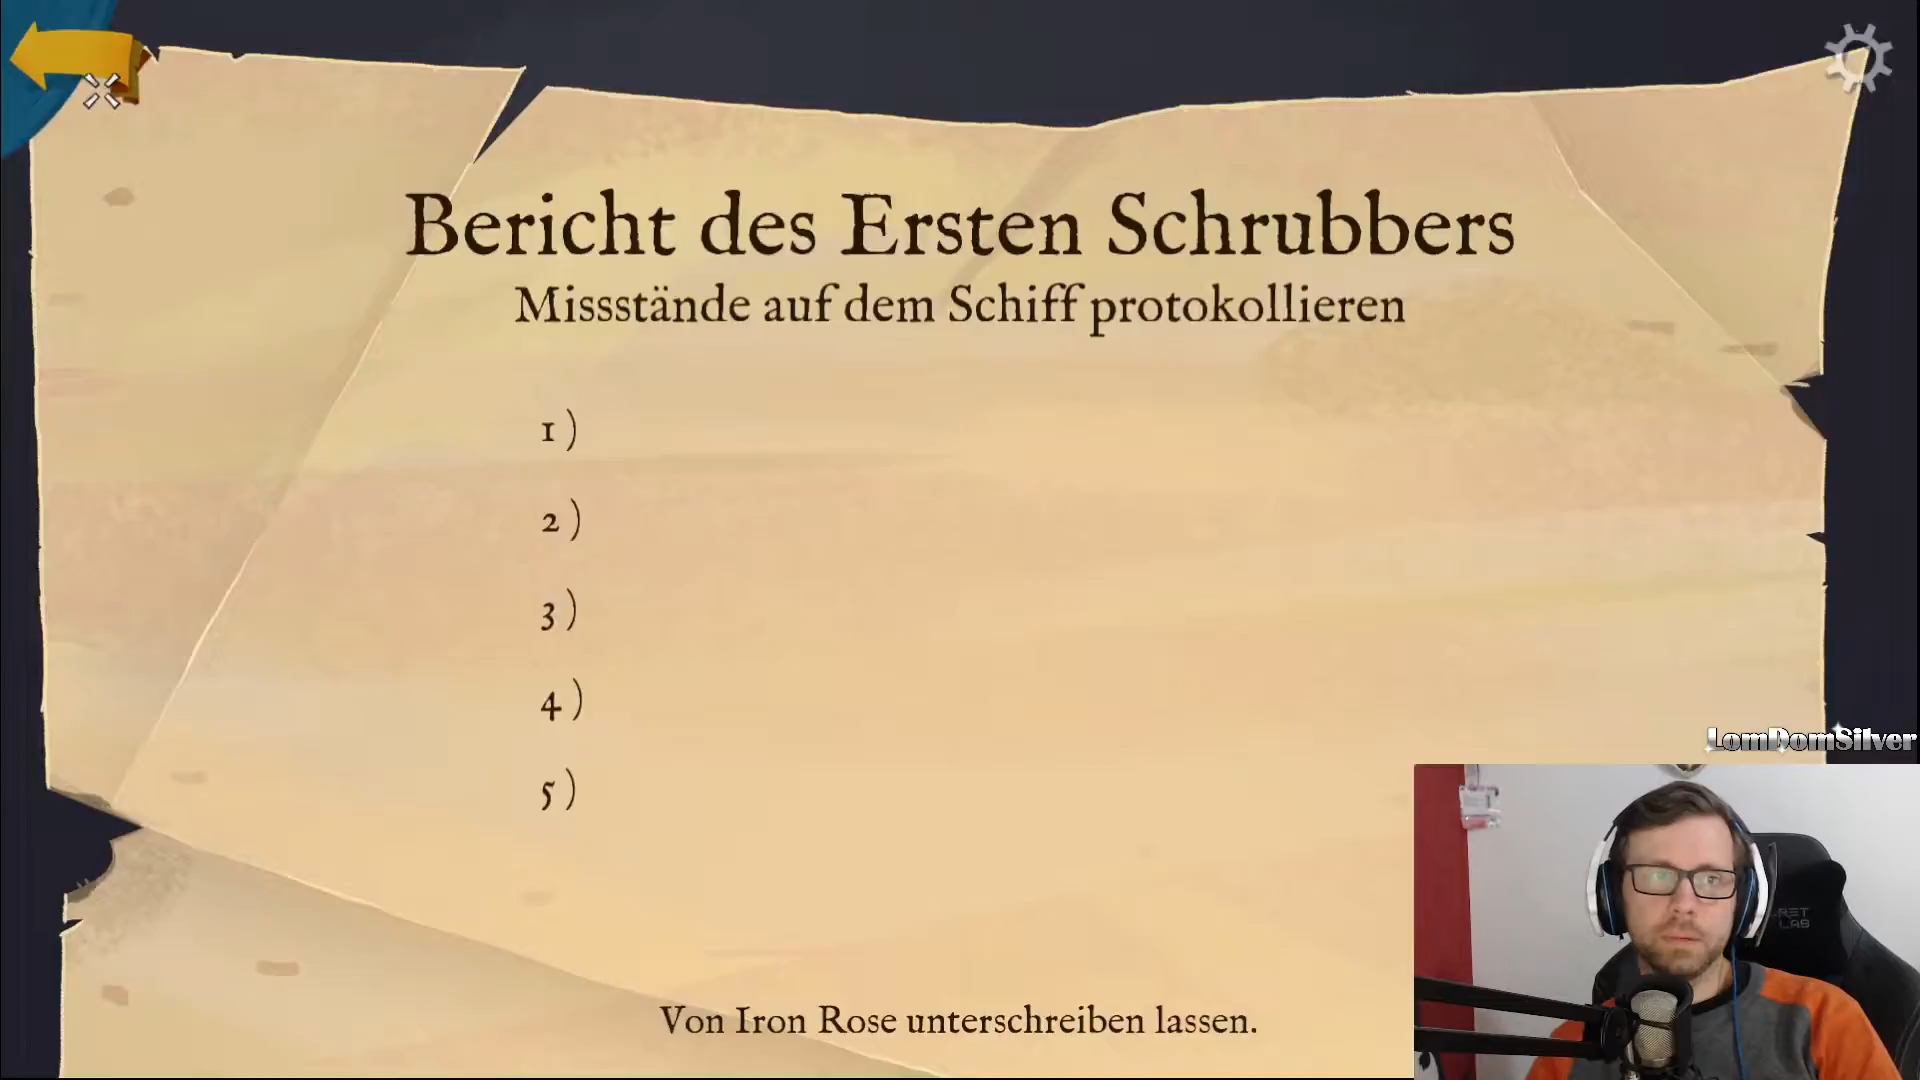 Bericht des Ersten Schrubbers
Missstände auf dem Schiff protokollieren
1 )
2 )
3 )
4 )
5 )
LomDomSilver
Von Iron Rose unterschreiben lassen.